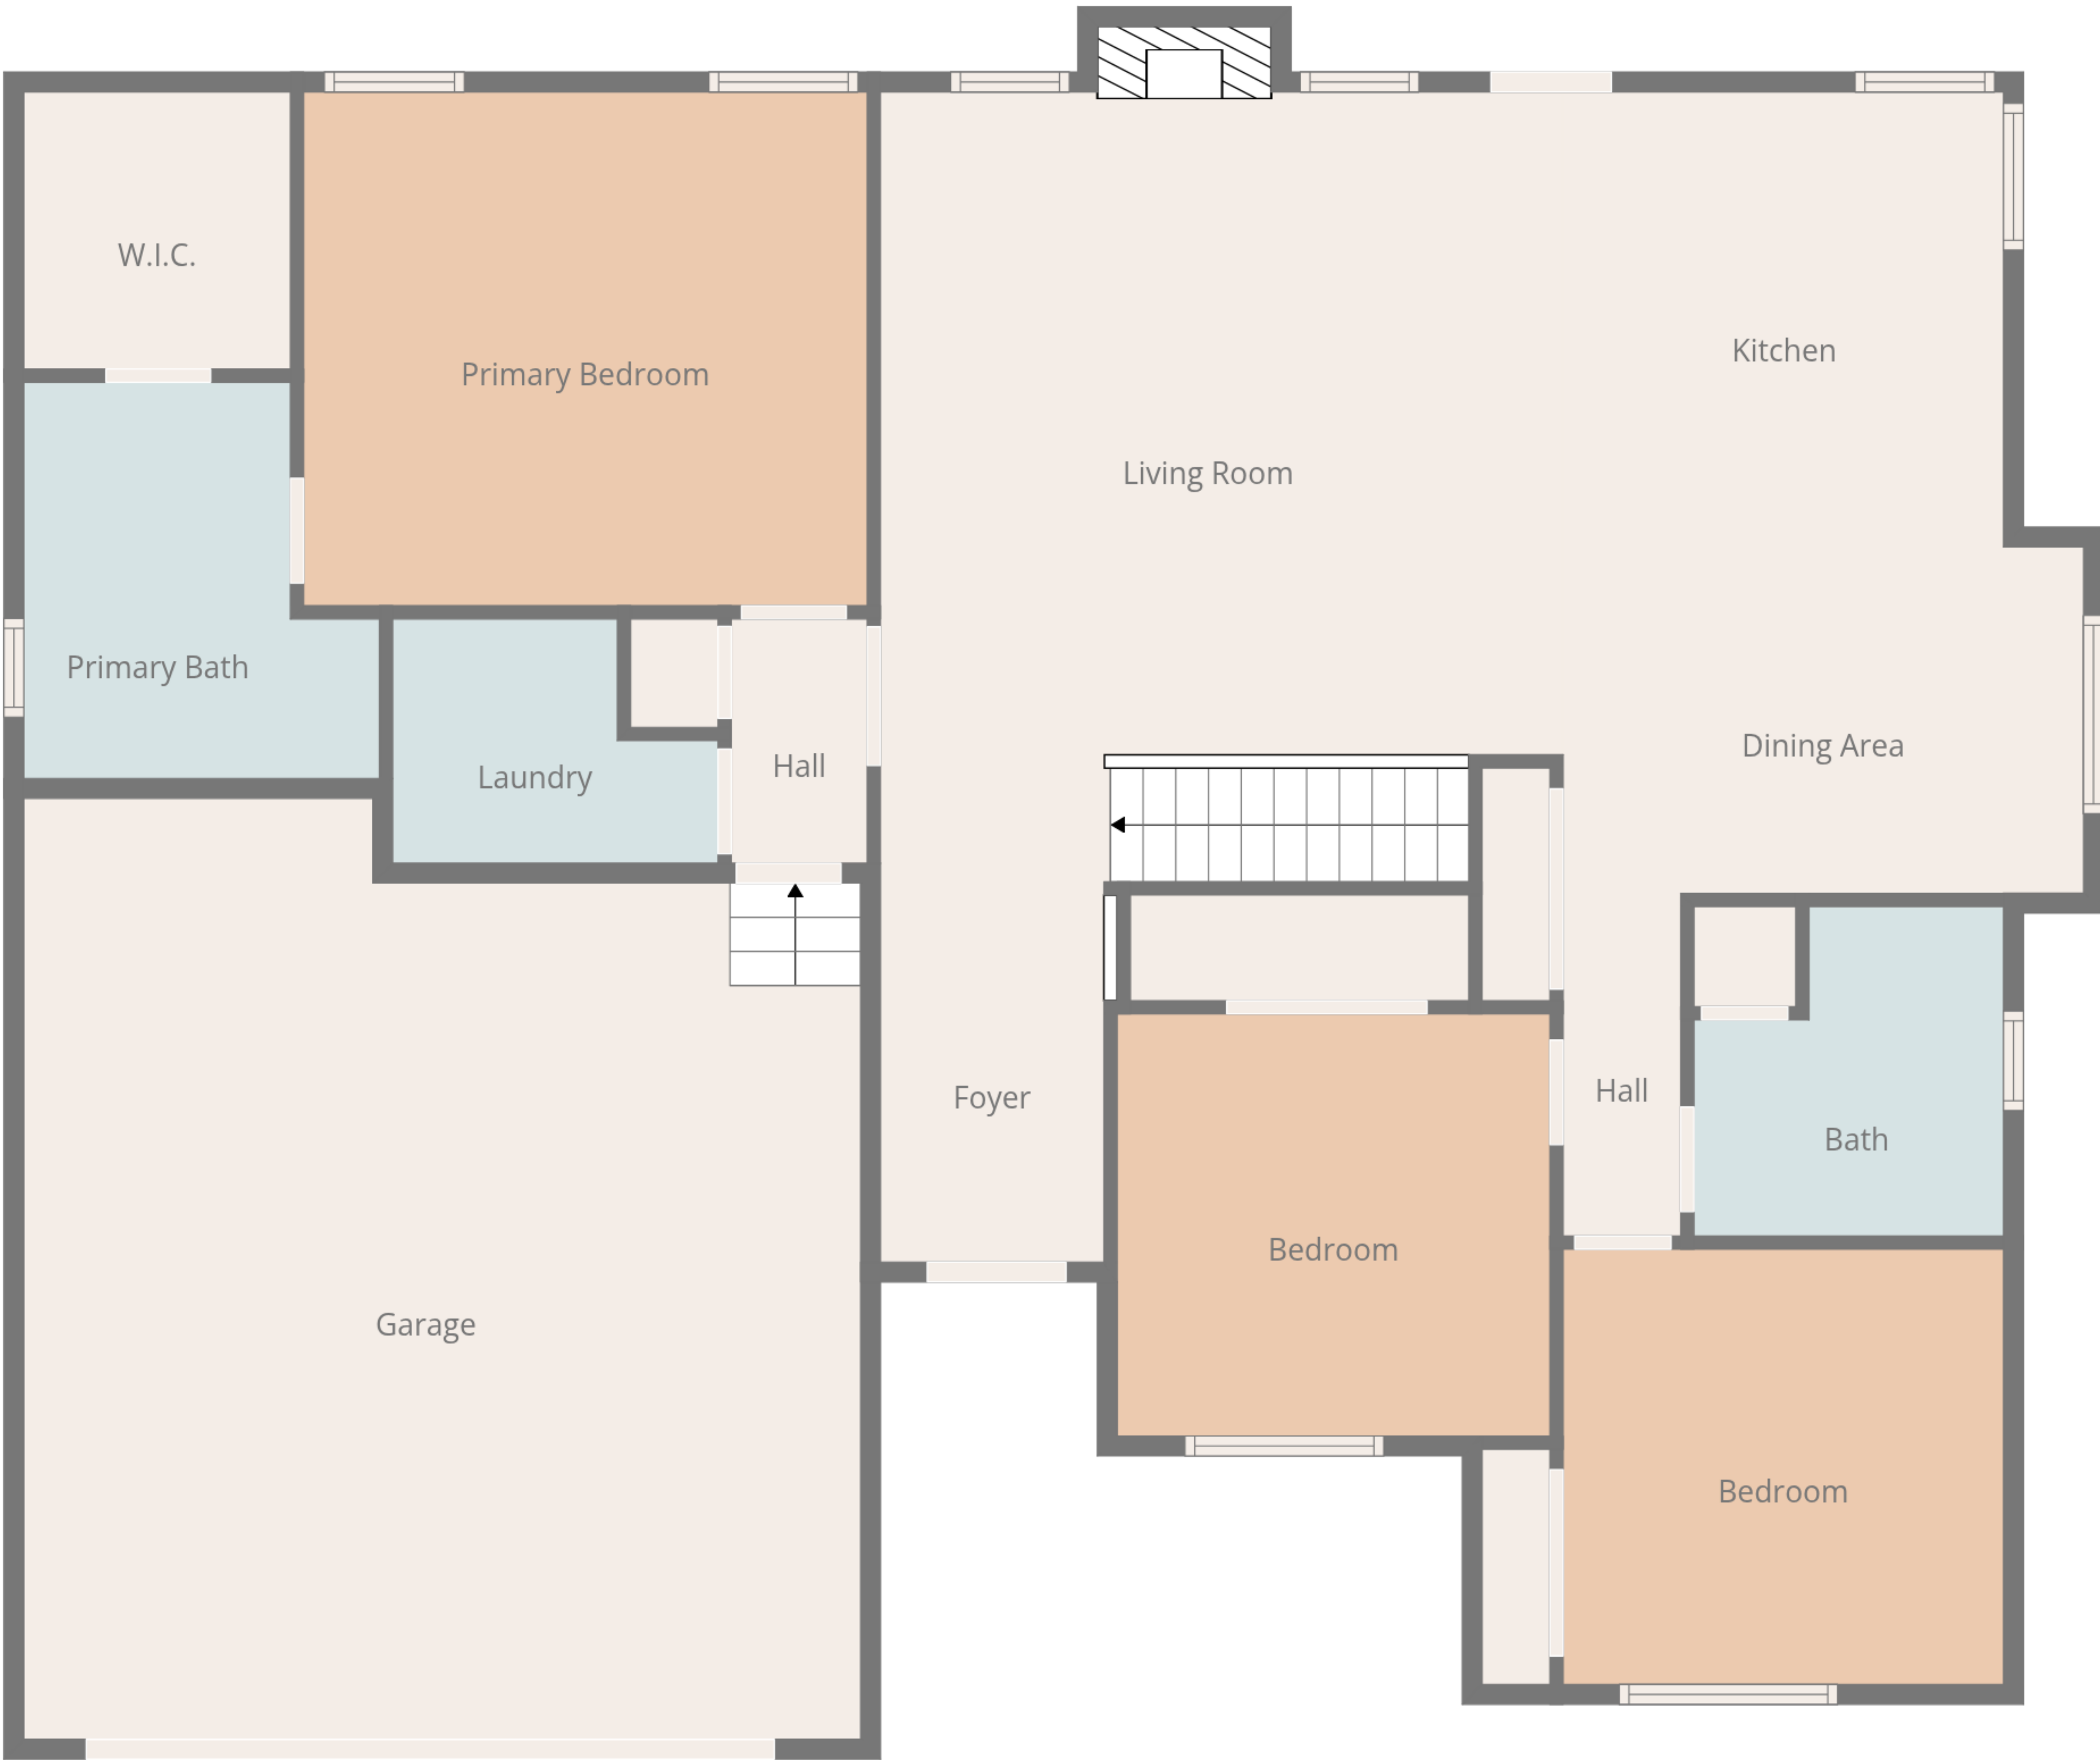 W.I.C.
Primary Bedroom
Kitchen
Living Room
Primary Bath
Laundry
Hall
Dining Area
Foyer
Hall
Bath
Bedroom
Garage
Bedroom